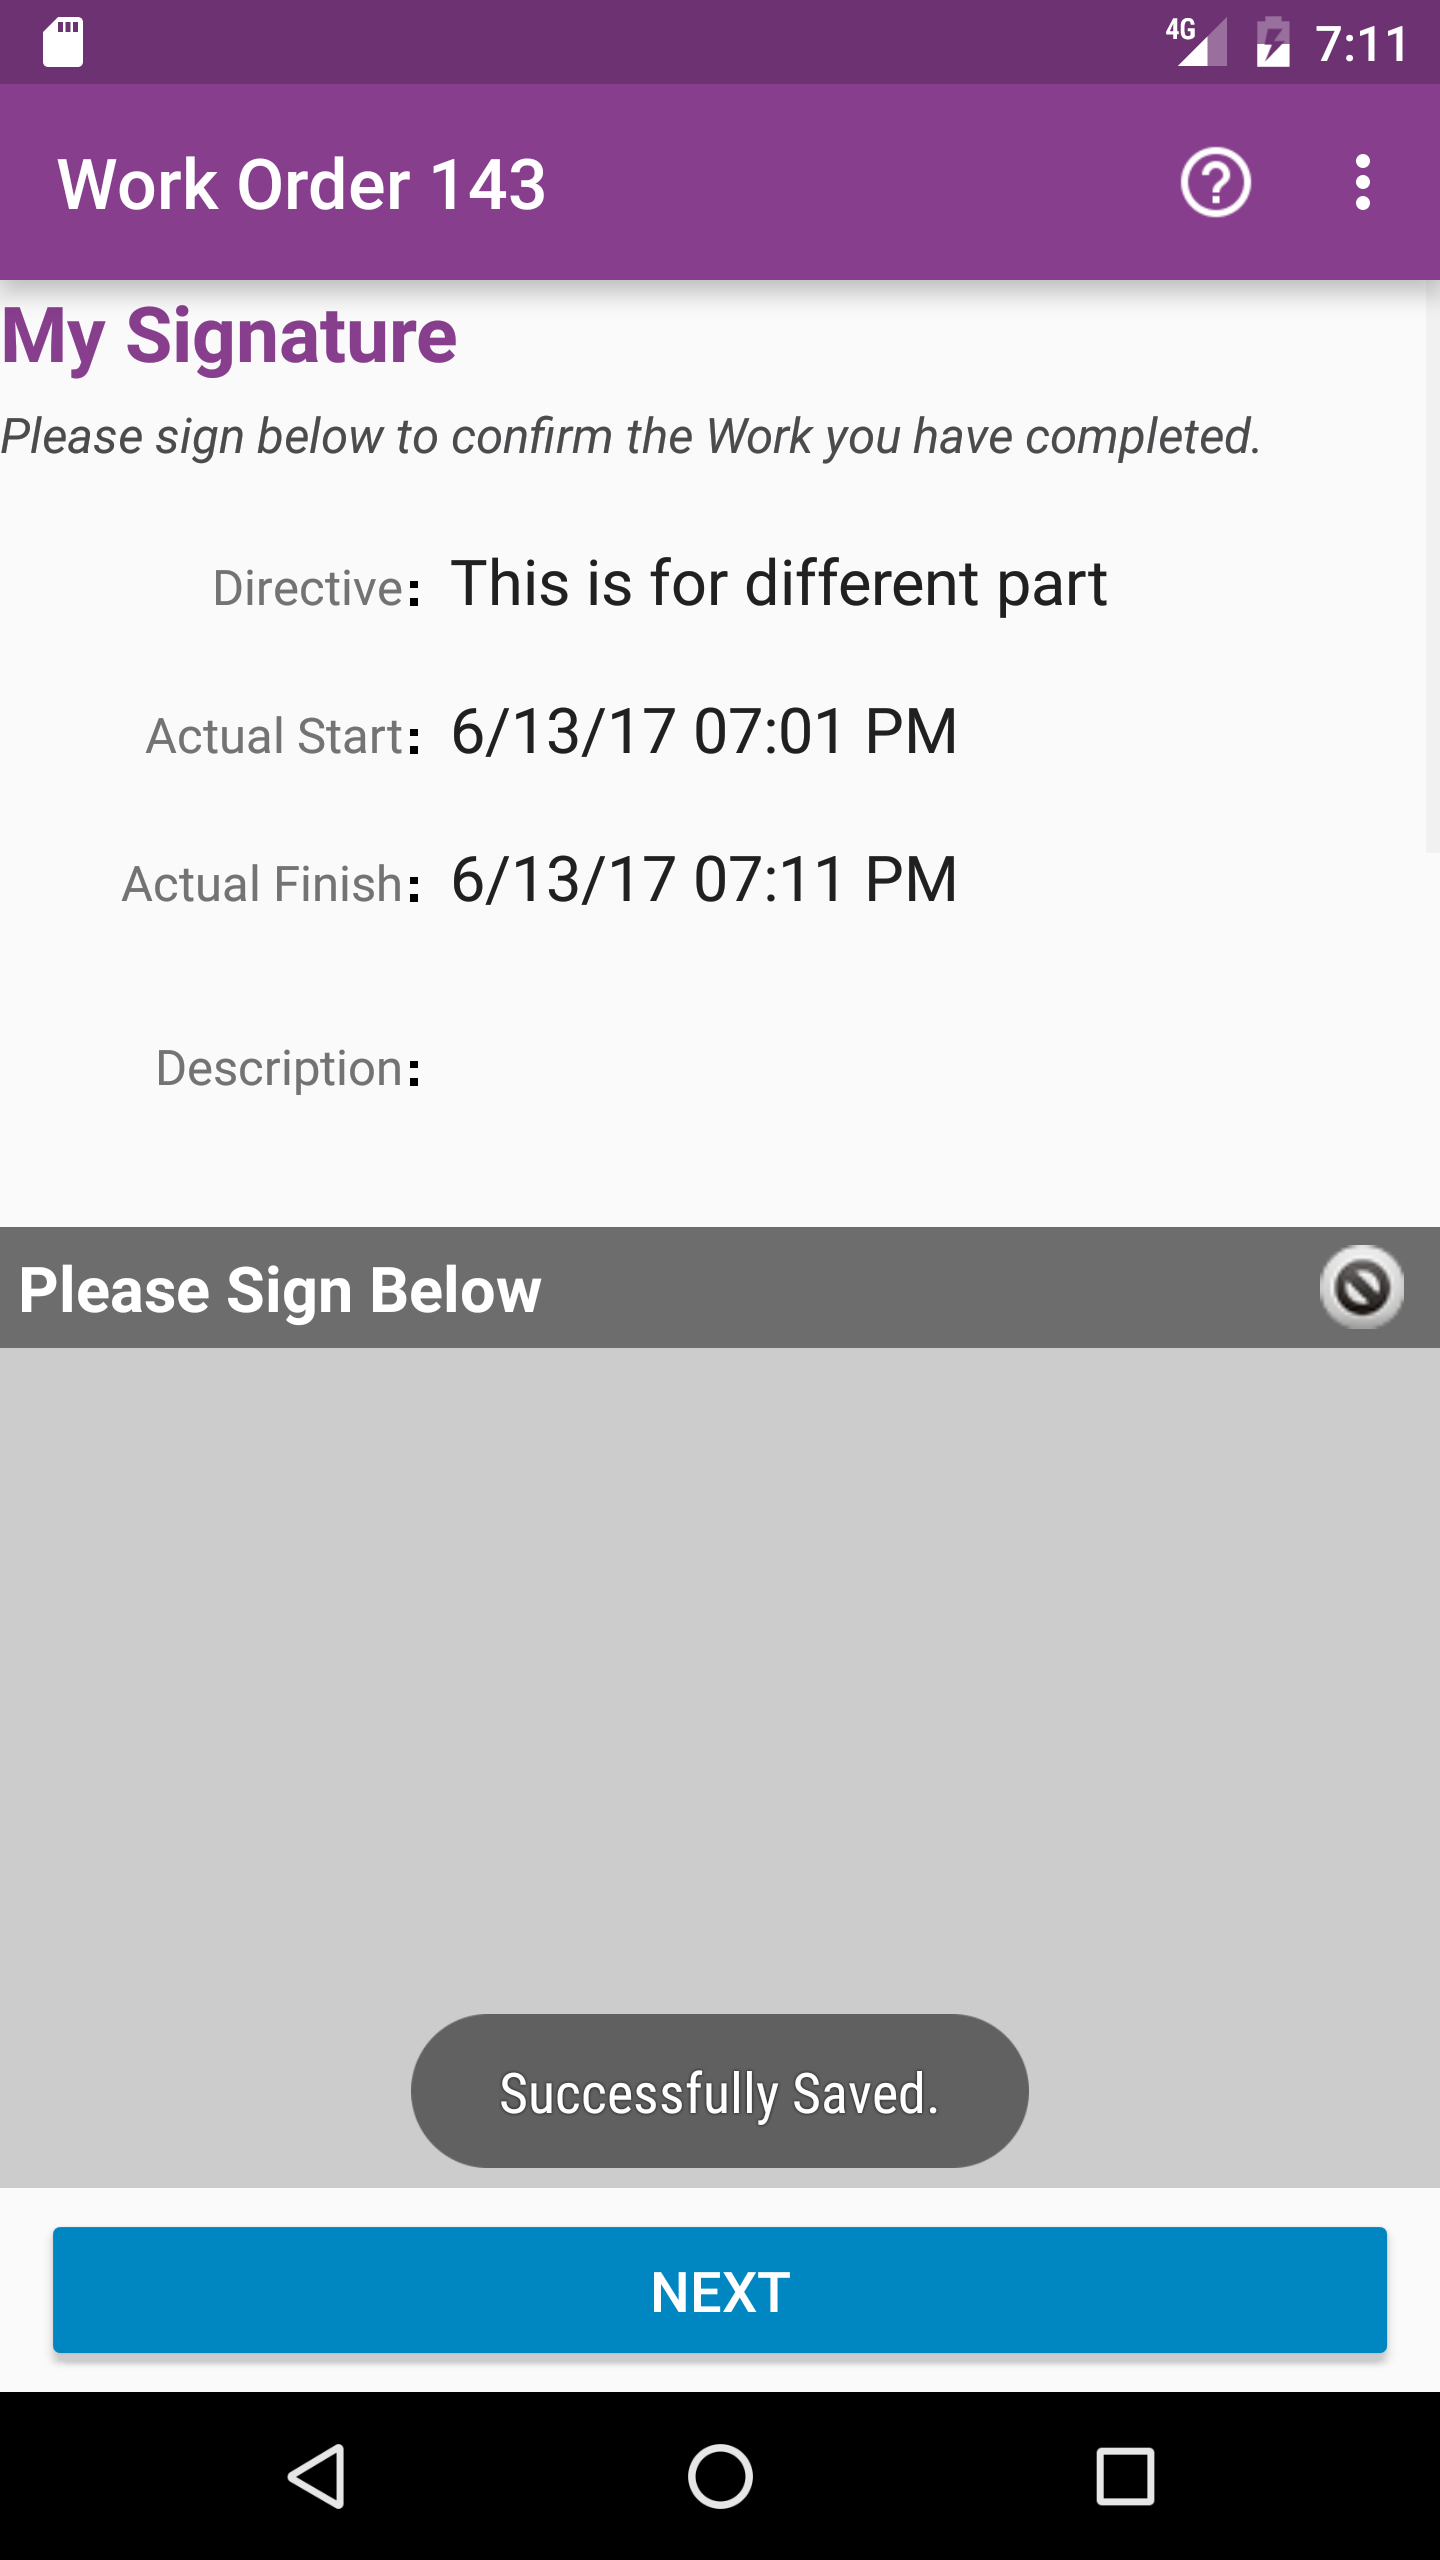 4G 7:11
Work Order 143
My Signature
Please sign below to confirm the Work you have completed.
Directive: This is for different part
Actual Start: 6/13/17 07:01 PM
Actual Finish: 6/13/17 07:11 PM
Description:
Please Sign Below
Successfully Saved.
NEXT